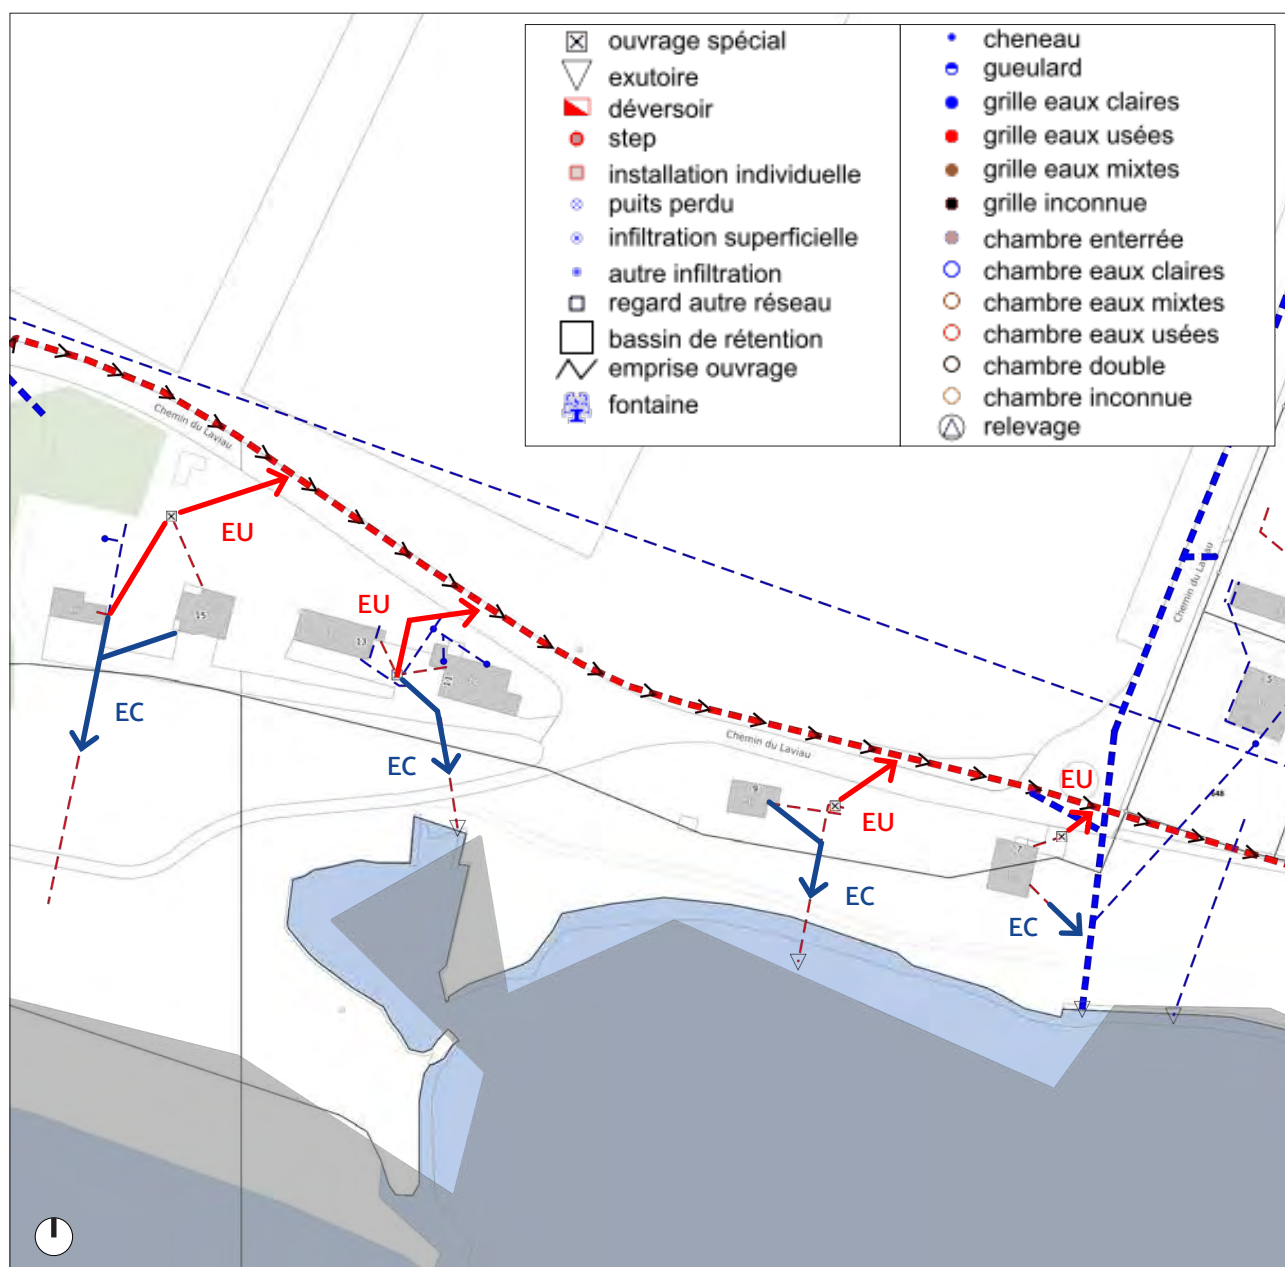 ouvrage spécial
exutoire
déversoir
step
installation individuelle
puits perdu
infiltration superficielle
autre infiltration
regard autre réseau
bassin de rétention
emprise ouvrage
fontaine
cheneau
gueulard
grille eaux claires
grille eaux usées
grille eaux mixtes
grille inconnue
chambre enterrée
chambre eaux claires
chambre eaux mixtes
chambre eaux usées
chambre double
chambre inconnue
relevage
Chemin du Laviau
EU
Chemin du Laviau
EU
15
13
11
5
EC
EC
Chemin du Laviau
EU
9
EU
7
EC
EC